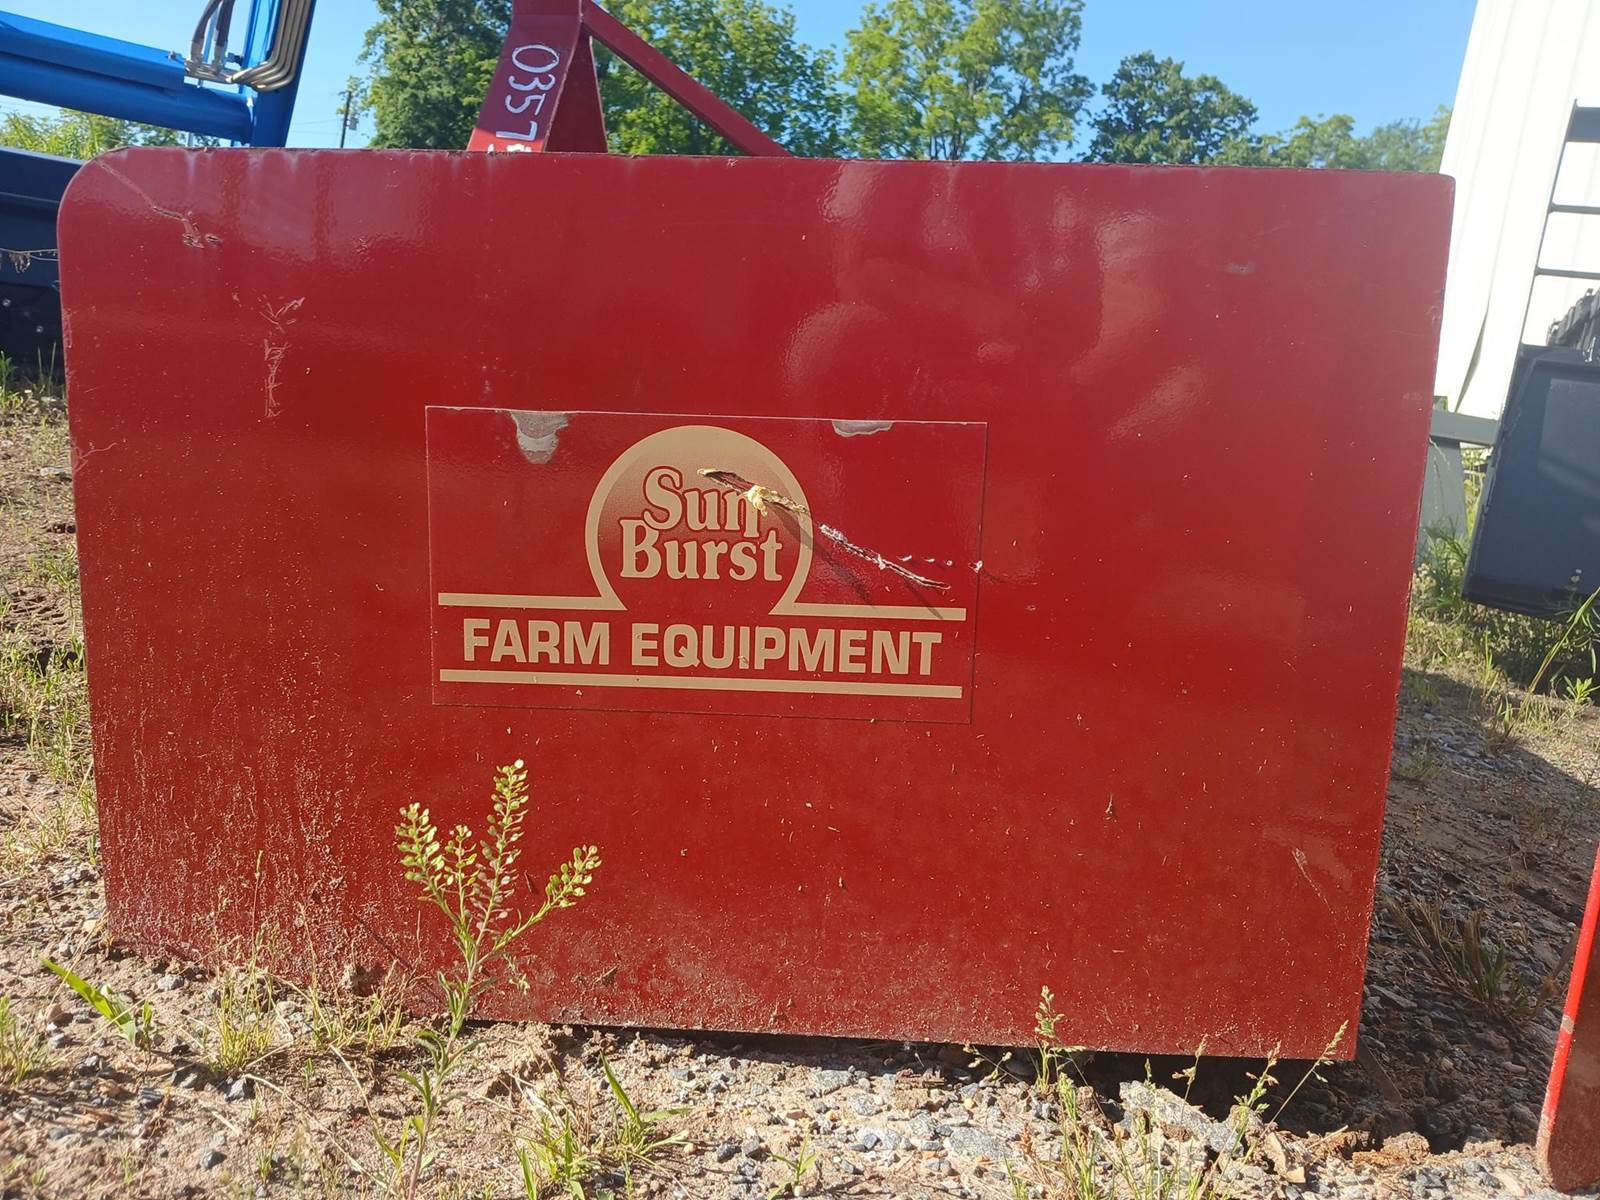 0357
Sun
Burst
FARM EQUIPMENT